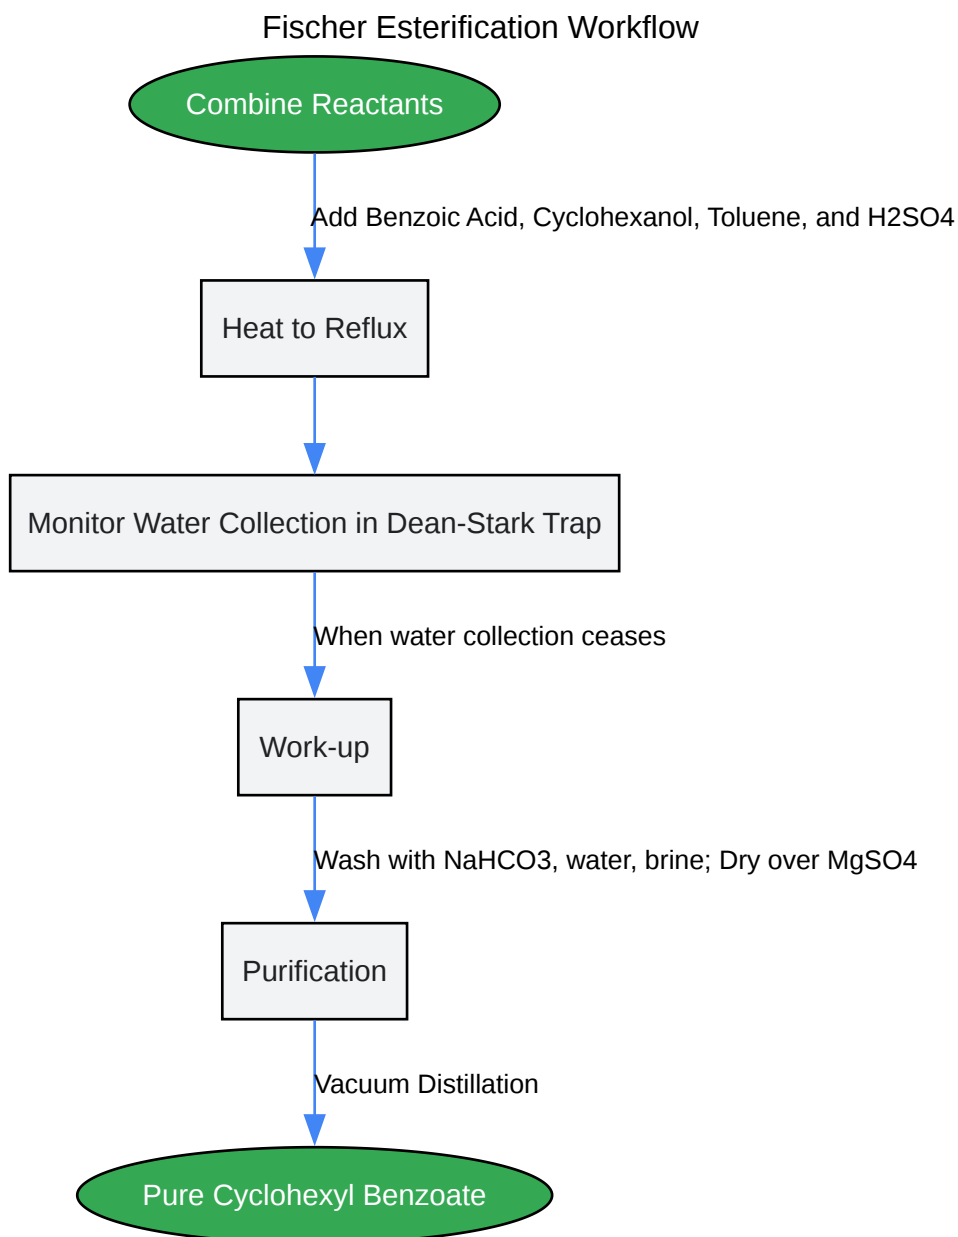 Fischer Esterification Workflow
Combine Reactants
Add Benzoic Acid, Cyclohexanol, Toluene, and H2SO4
Heat to Reflux
Monitor Water Collection in Dean-Stark Trap
When water collection ceases
Work-up
Wash with NaHCO3, water, brine; Dry over MgSO4
Purification
Vacuum Distillation
Pure Cyclohexyl Benzoate